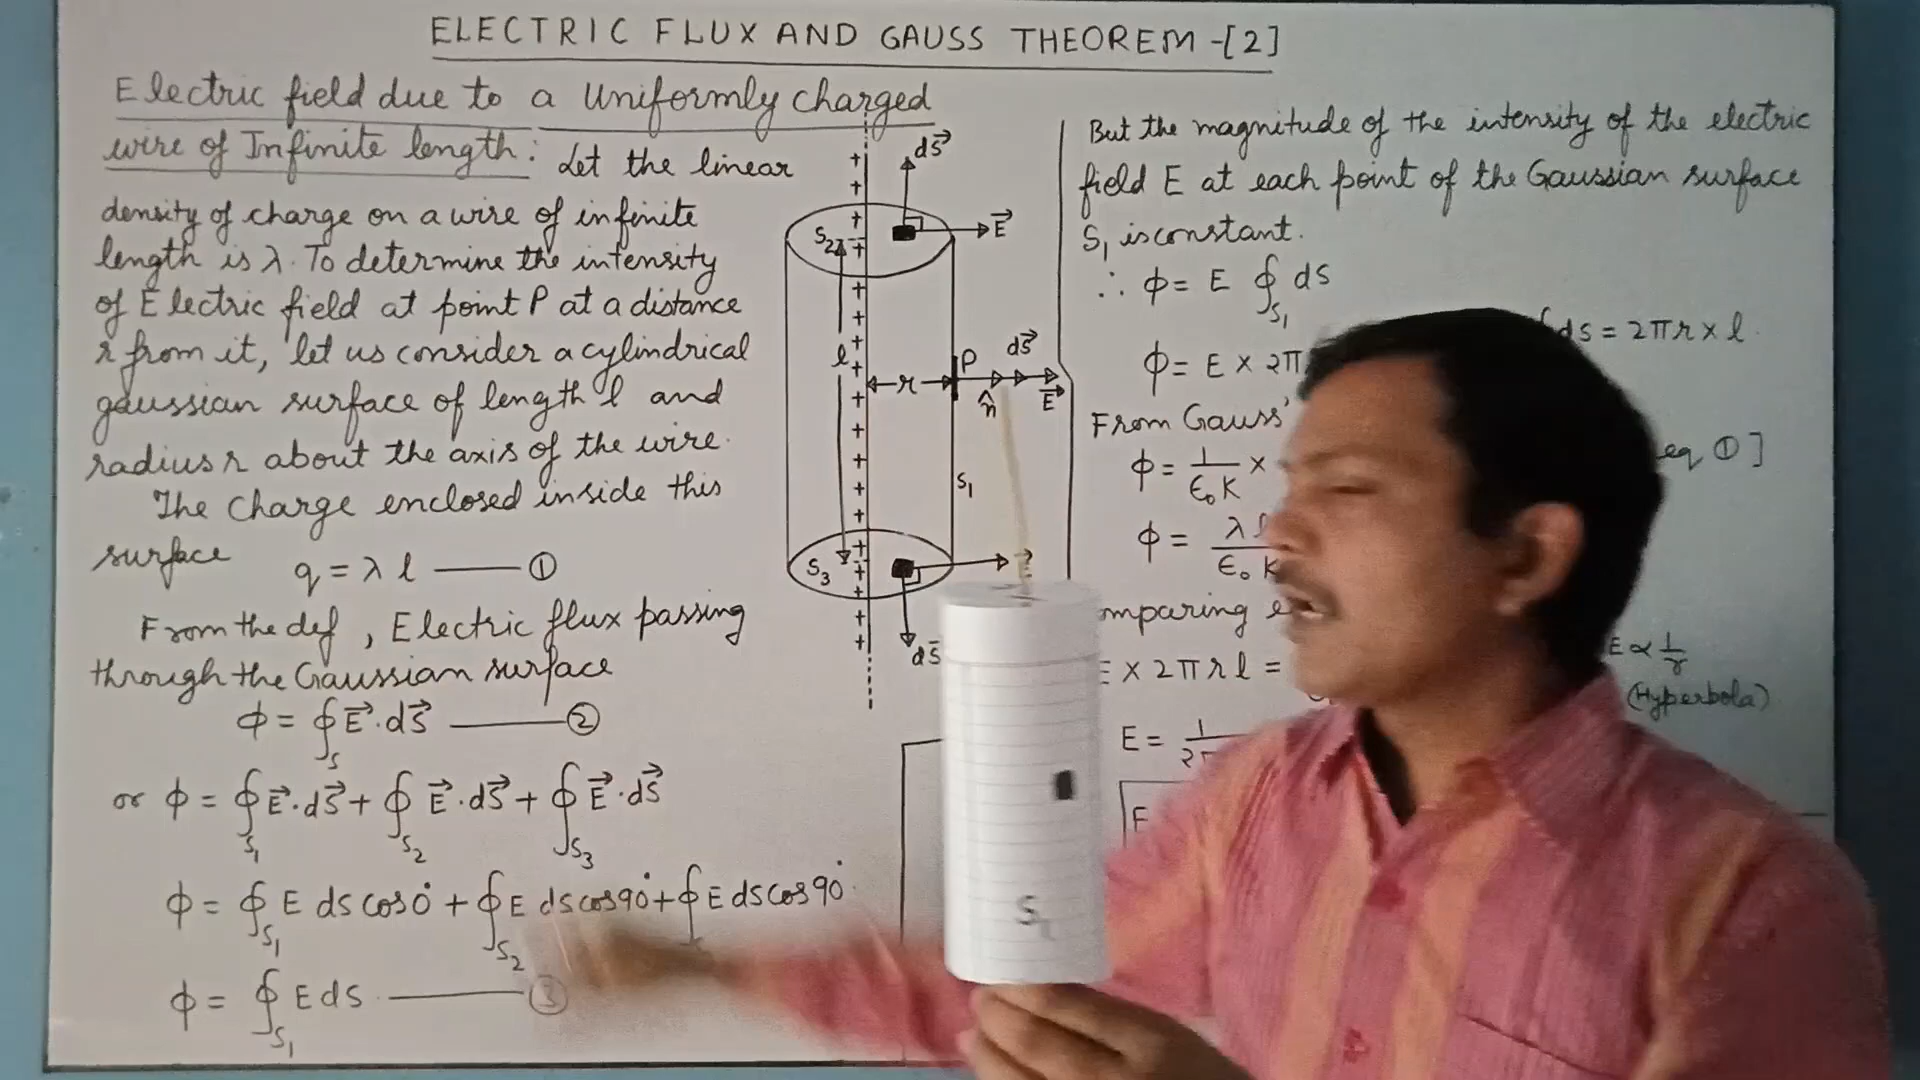 ELECTRIC FLUX AND GAUSS THEOREM -[2]
Electric field due to a uniformly charged
wire of Infinite length: Let the linear
density of charge on a wire of infinite
length is λ. To determine the intensity
of Electric field at point P at a distance
r from it, let us consider a cylindrical
gaussian surface of length l and
radius r about the axis of the wire.
The charge enclosed inside this
surface q = λ l —— ①
From the def, Electric flux passing
through the Gaussian surface
ϕ = ∮S E⃗.dS⃗ —— ②
or ϕ = ∮S1 E⃗.dS⃗ + ∮S2 E⃗.dS⃗ + ∮S3 E⃗.dS⃗
ϕ = ∮S1 E ds cos0° + ∮S2 E ds cos90° + ∮ E ds cos90°
ϕ = ∮S1 E ds —— ③
dS⃗
S2
E⃗
l
r
P
dS⃗
n̂
E⃗
S1
S3
dS⃗
But the magnitude of the intensity of the electric
field E at each point of the Gaussian surface
S1 is constant.
∴ ϕ = E ∮S1 ds
ds = 2πr × l
ϕ = E × 2π
From Gauss'
ϕ = 1/ε0K ×
eq ①]
ϕ = λ / ε0K
E × 2πrl =
E ∝ 1/r
(Hyperbola)
E = 1/2π
E
S1